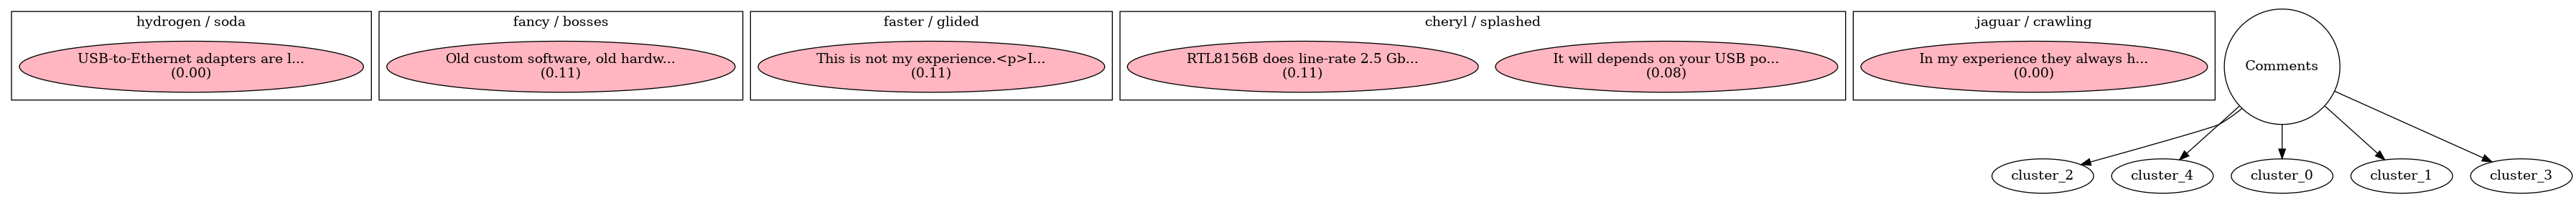 hydrogen / soda
USB-to-Ethernet adapters are l...
(0.00)
fancy / bosses
Old custom software, old hardw...
(0.11)
faster / glided
This is not my experience.<p>I...
(0.11)
cheryl / splashed
RTL8156B does line-rate 2.5 Gb...
(0.11)
It will depends on your USB po...
(0.08)
jaguar / crawling
In my experience they always h...
(0.00)
Comments
cluster_2
cluster_4
cluster_0
cluster_1
cluster_3